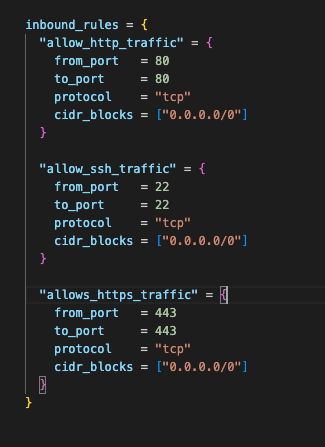 inbound_rules = {
  "allow_http_traffic" = {
    from_port   = 80
    to_port     = 80
    protocol    = "tcp"
    cidr_blocks = ["0.0.0.0/0"]
  }
  "allow_ssh_traffic" = {
    from_port   = 22
    to_port     = 22
    protocol    = "tcp"
    cidr_blocks = ["0.0.0.0/0"]
  }
  "allows_https_traffic" = {
    from_port   = 443
    to_port     = 443
    protocol    = "tcp"
    cidr_blocks = ["0.0.0.0/0"]
  }
}